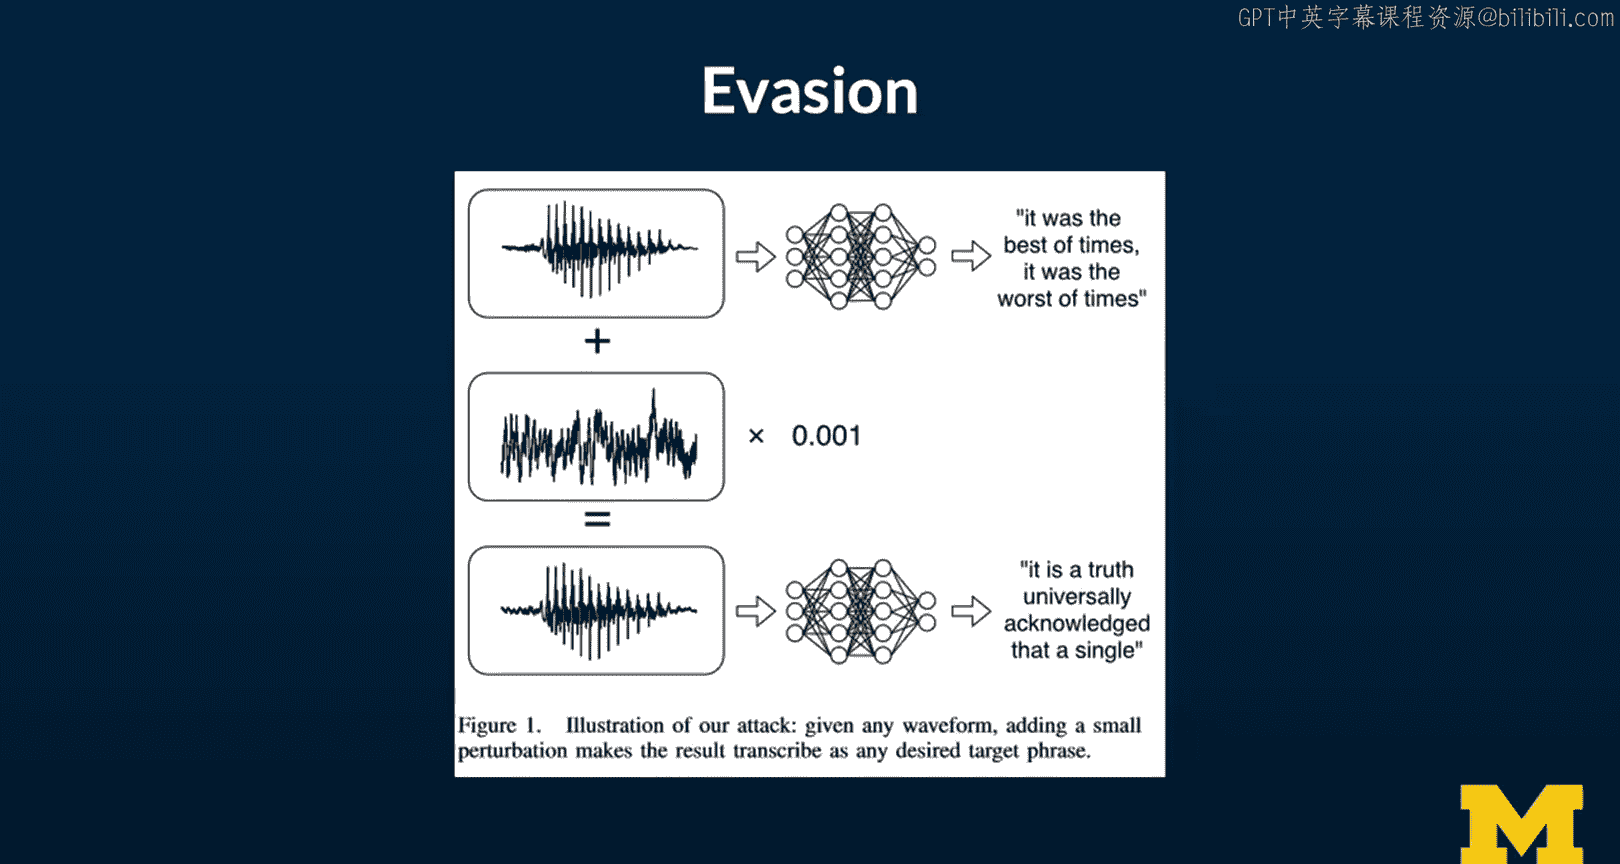 GPT中英字幕课程资源@bilibili.com
Evasion
"it was the
best of times,
it was the
worst of times"
+
× 0.001
=
"it is a truth
universally
acknowledged
that a single"
Figure 1. Illustration of our attack: given any waveform, adding a small
perturbation makes the result transcribe as any desired target phrase.
M